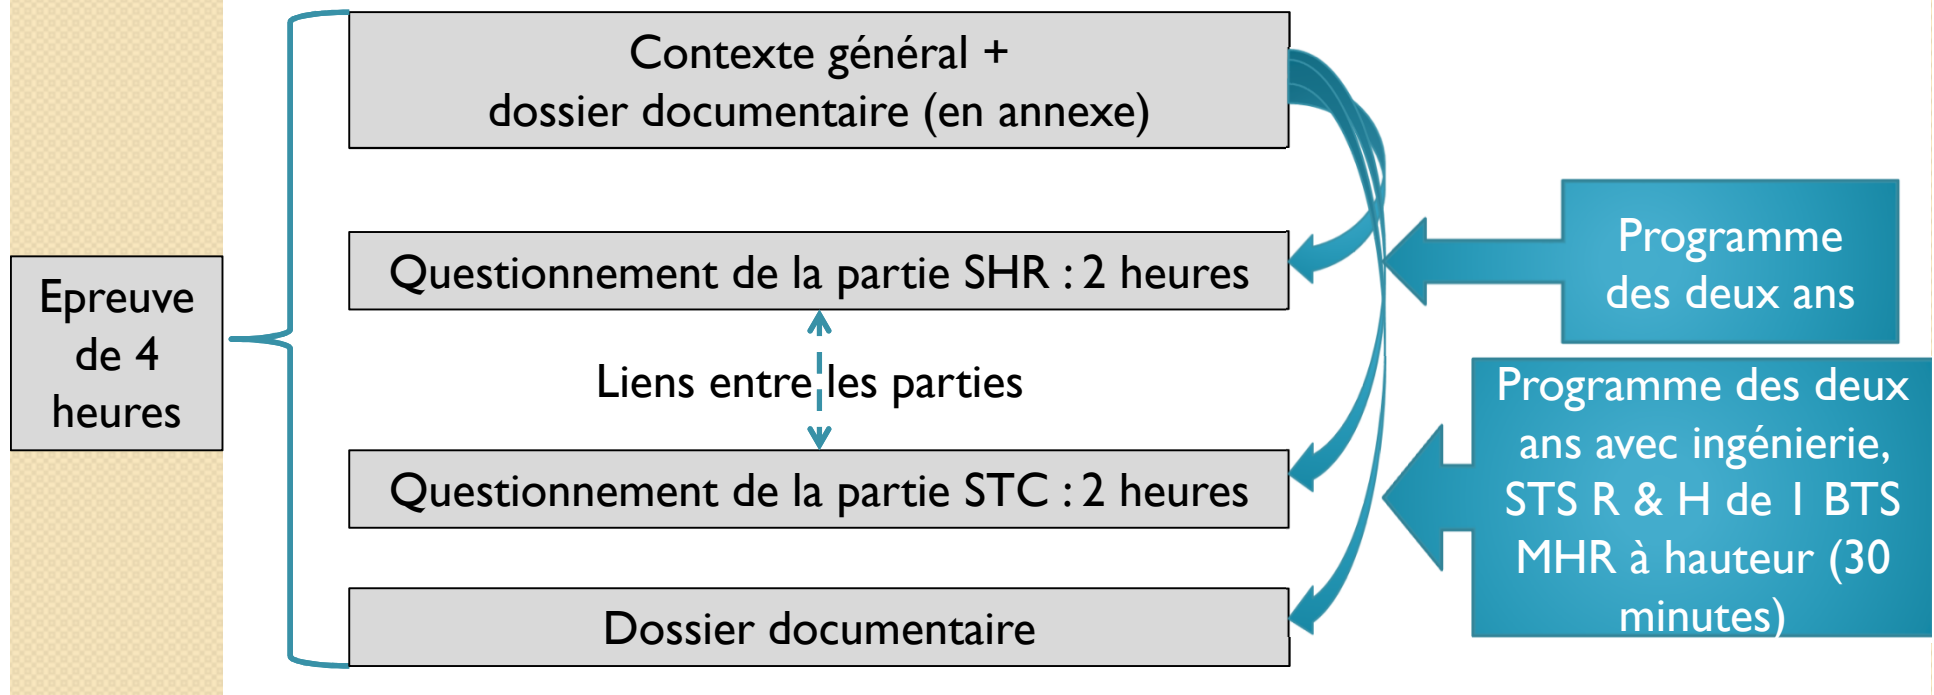 Contexte général +
dossier documentaire (en annexe)
Questionnement de la partie SHR : 2 heures
Epreuve
de 4
heures
Liens entre les parties
Questionnement de la partie STC : 2 heures
Dossier documentaire
Programme
des deux ans
Programme des deux
ans avec ingénierie,
STS R & H de 1 BTS
MHR à hauteur (30
minutes)